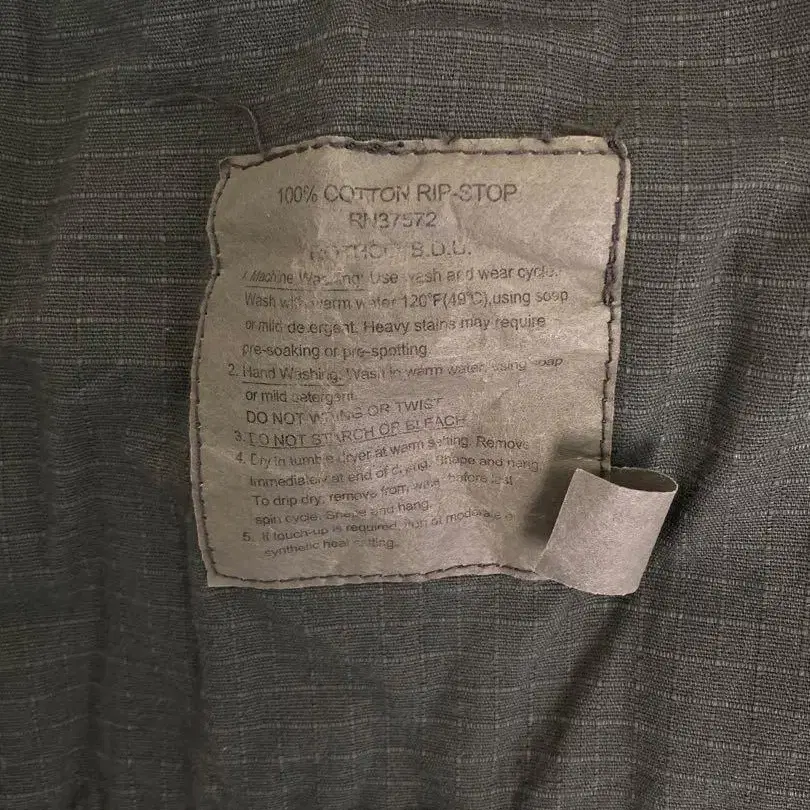 100% COTTON RIP-STOP
RN37572
ROTHCO B.D.U.
1. Machine Washing: Use wash and wear cycle.
Wash with warm water 120°F(49°C),using soap
or mild detergent. Heavy stains may require
pre-soaking or pre-spotting.
2. Hand Washing: Wash in warm water, using soap
or mild detergent.
DO NOT WRING OR TWIST
3. DO NOT STARCH OR BLEACH
4. Dry in tumble dryer at warm setting. Remove
immediately at end of drying. Shape and hang.
To drip dry, remove from before last
spin cycle. Shape and hang.
5. If touch-up is required, iron at moderate
synthetic heat setting.